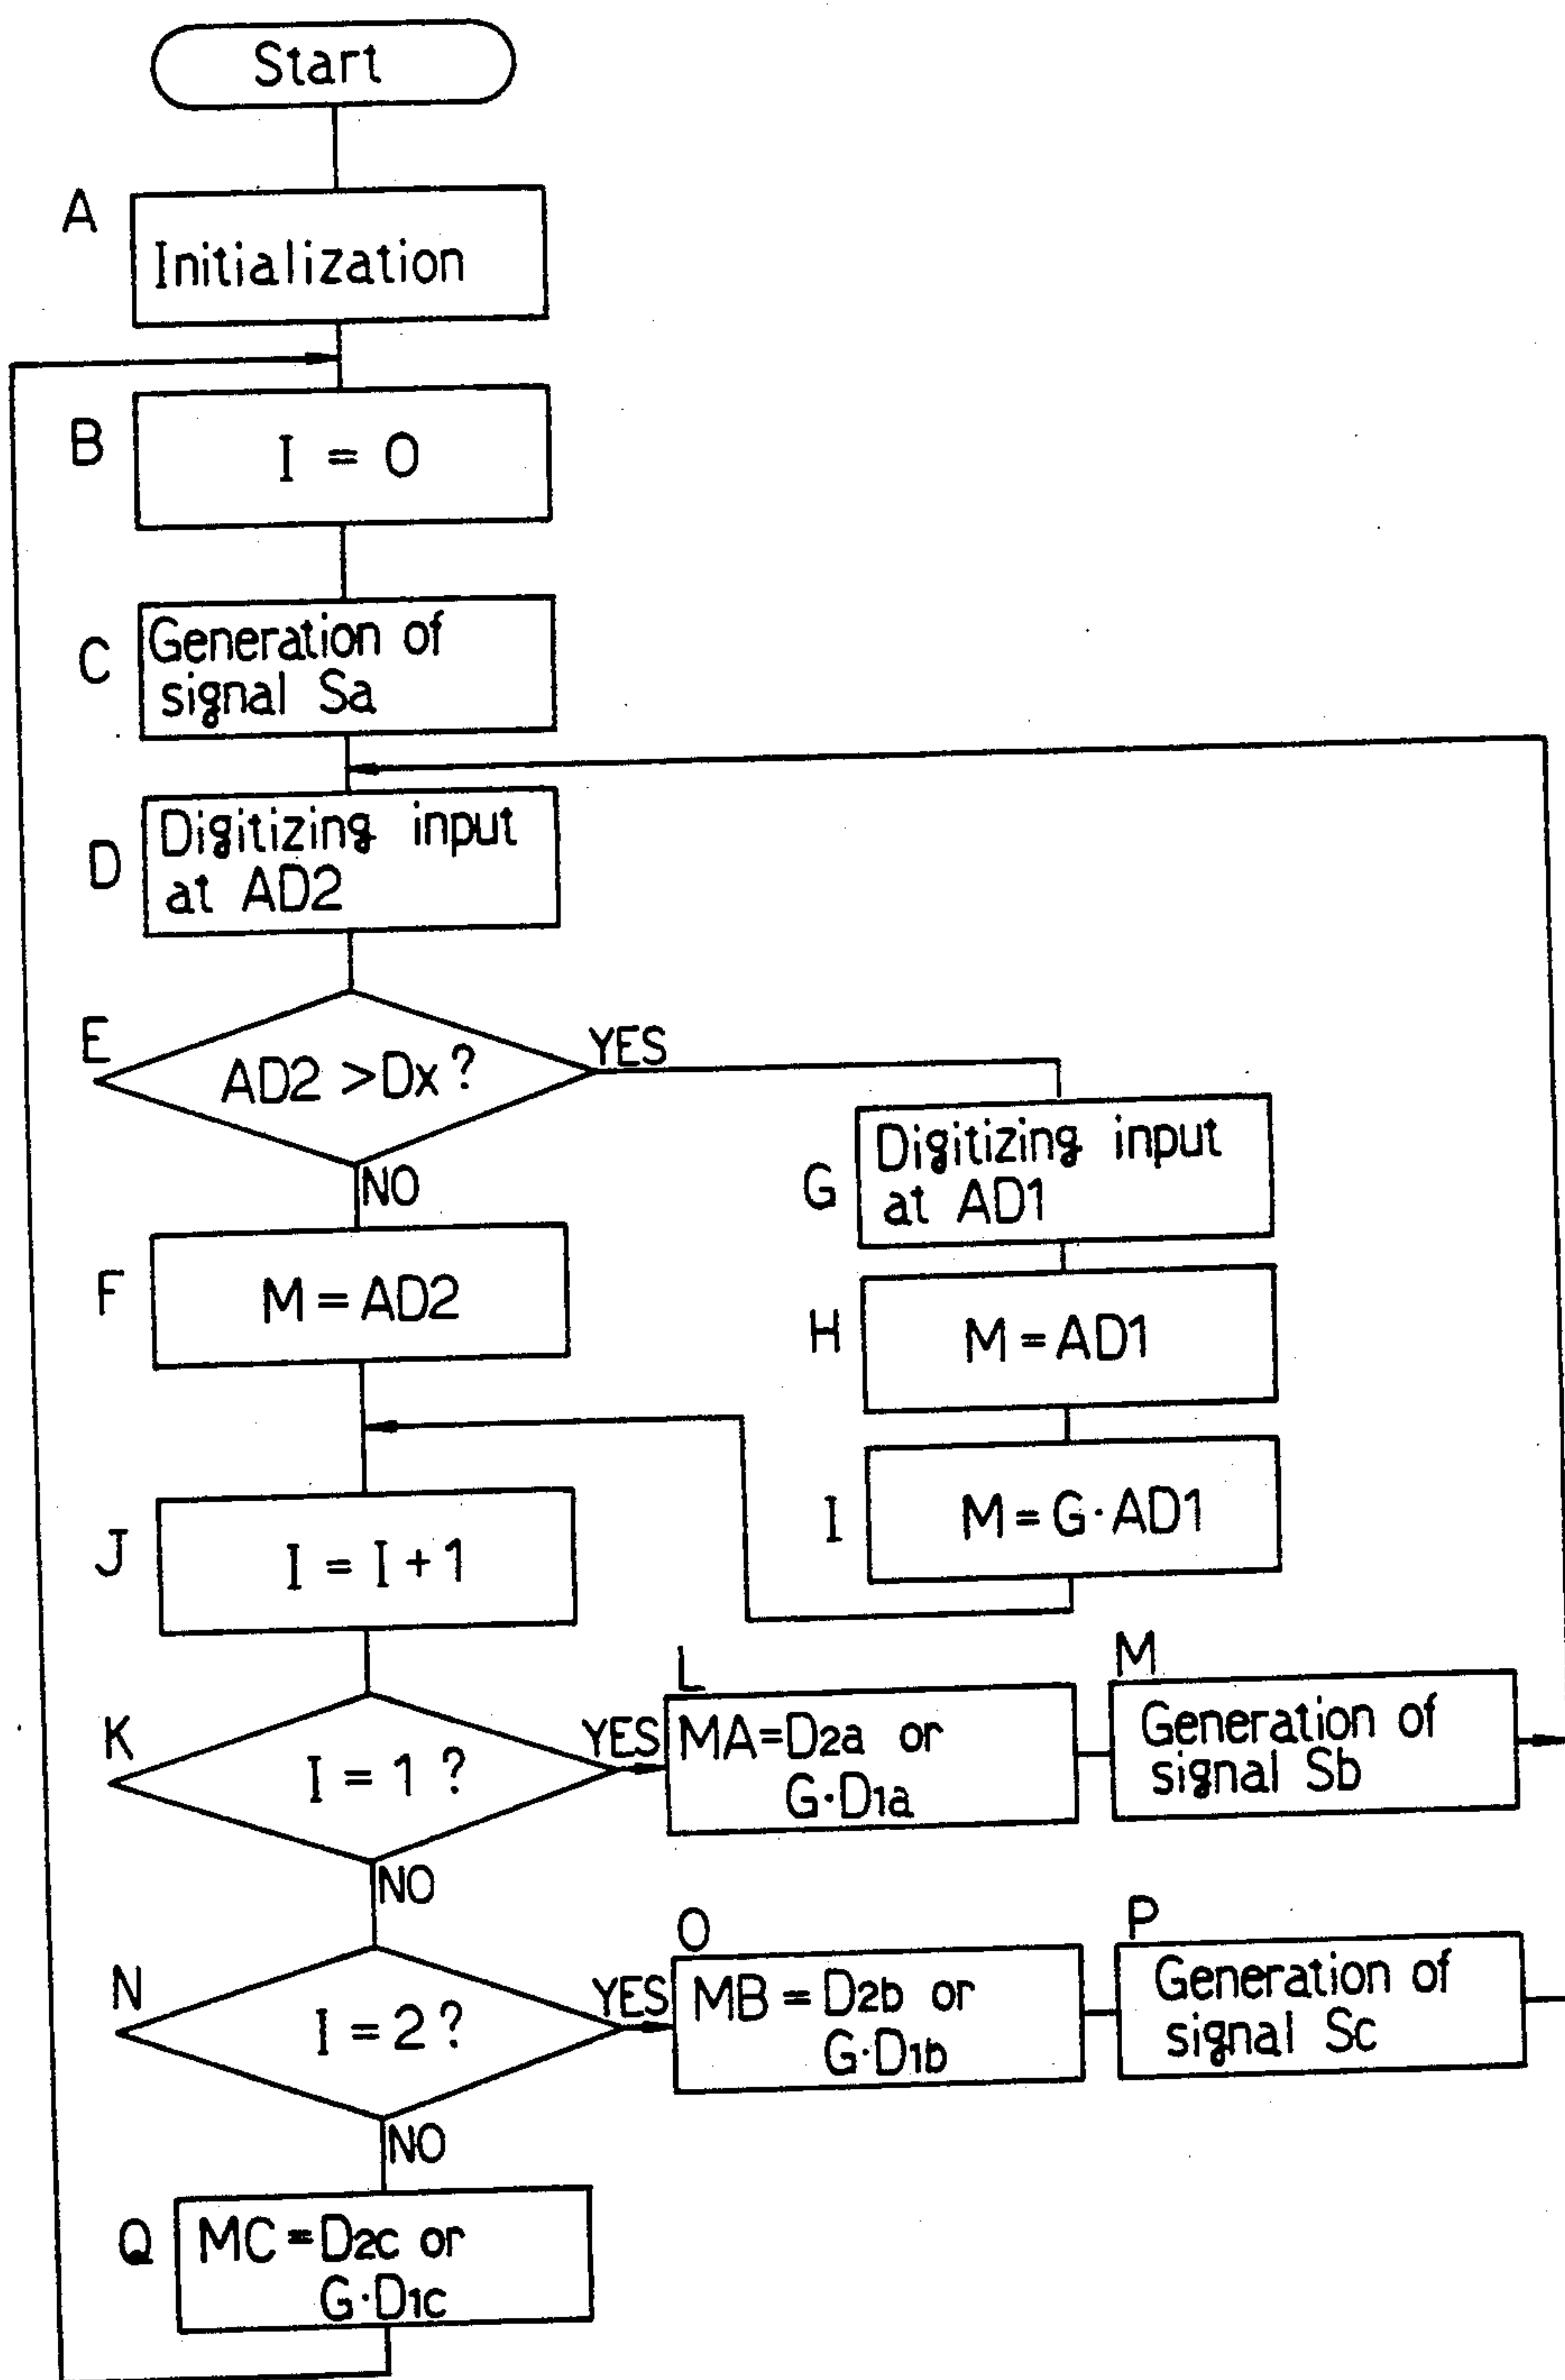 Start
A
Initialization
B
I = 0
C
Generation of
signal Sa
D
Digitizing input
at AD2
E
AD2 >Dx?
YES
NO
G
Digitizing input
at AD1
F
M = AD2
H
M = AD1
I
M = G·AD1
J
I = I + 1
K
I = 1 ?
YES
NO
L
MA=D2a or
G·D1a
M
Generation of
signal Sb
N
I = 2 ?
YES
NO
O
MB = D2b or
G·D1b
P
Generation of
signal Sc
Q
MC = D2c or
G·D1c